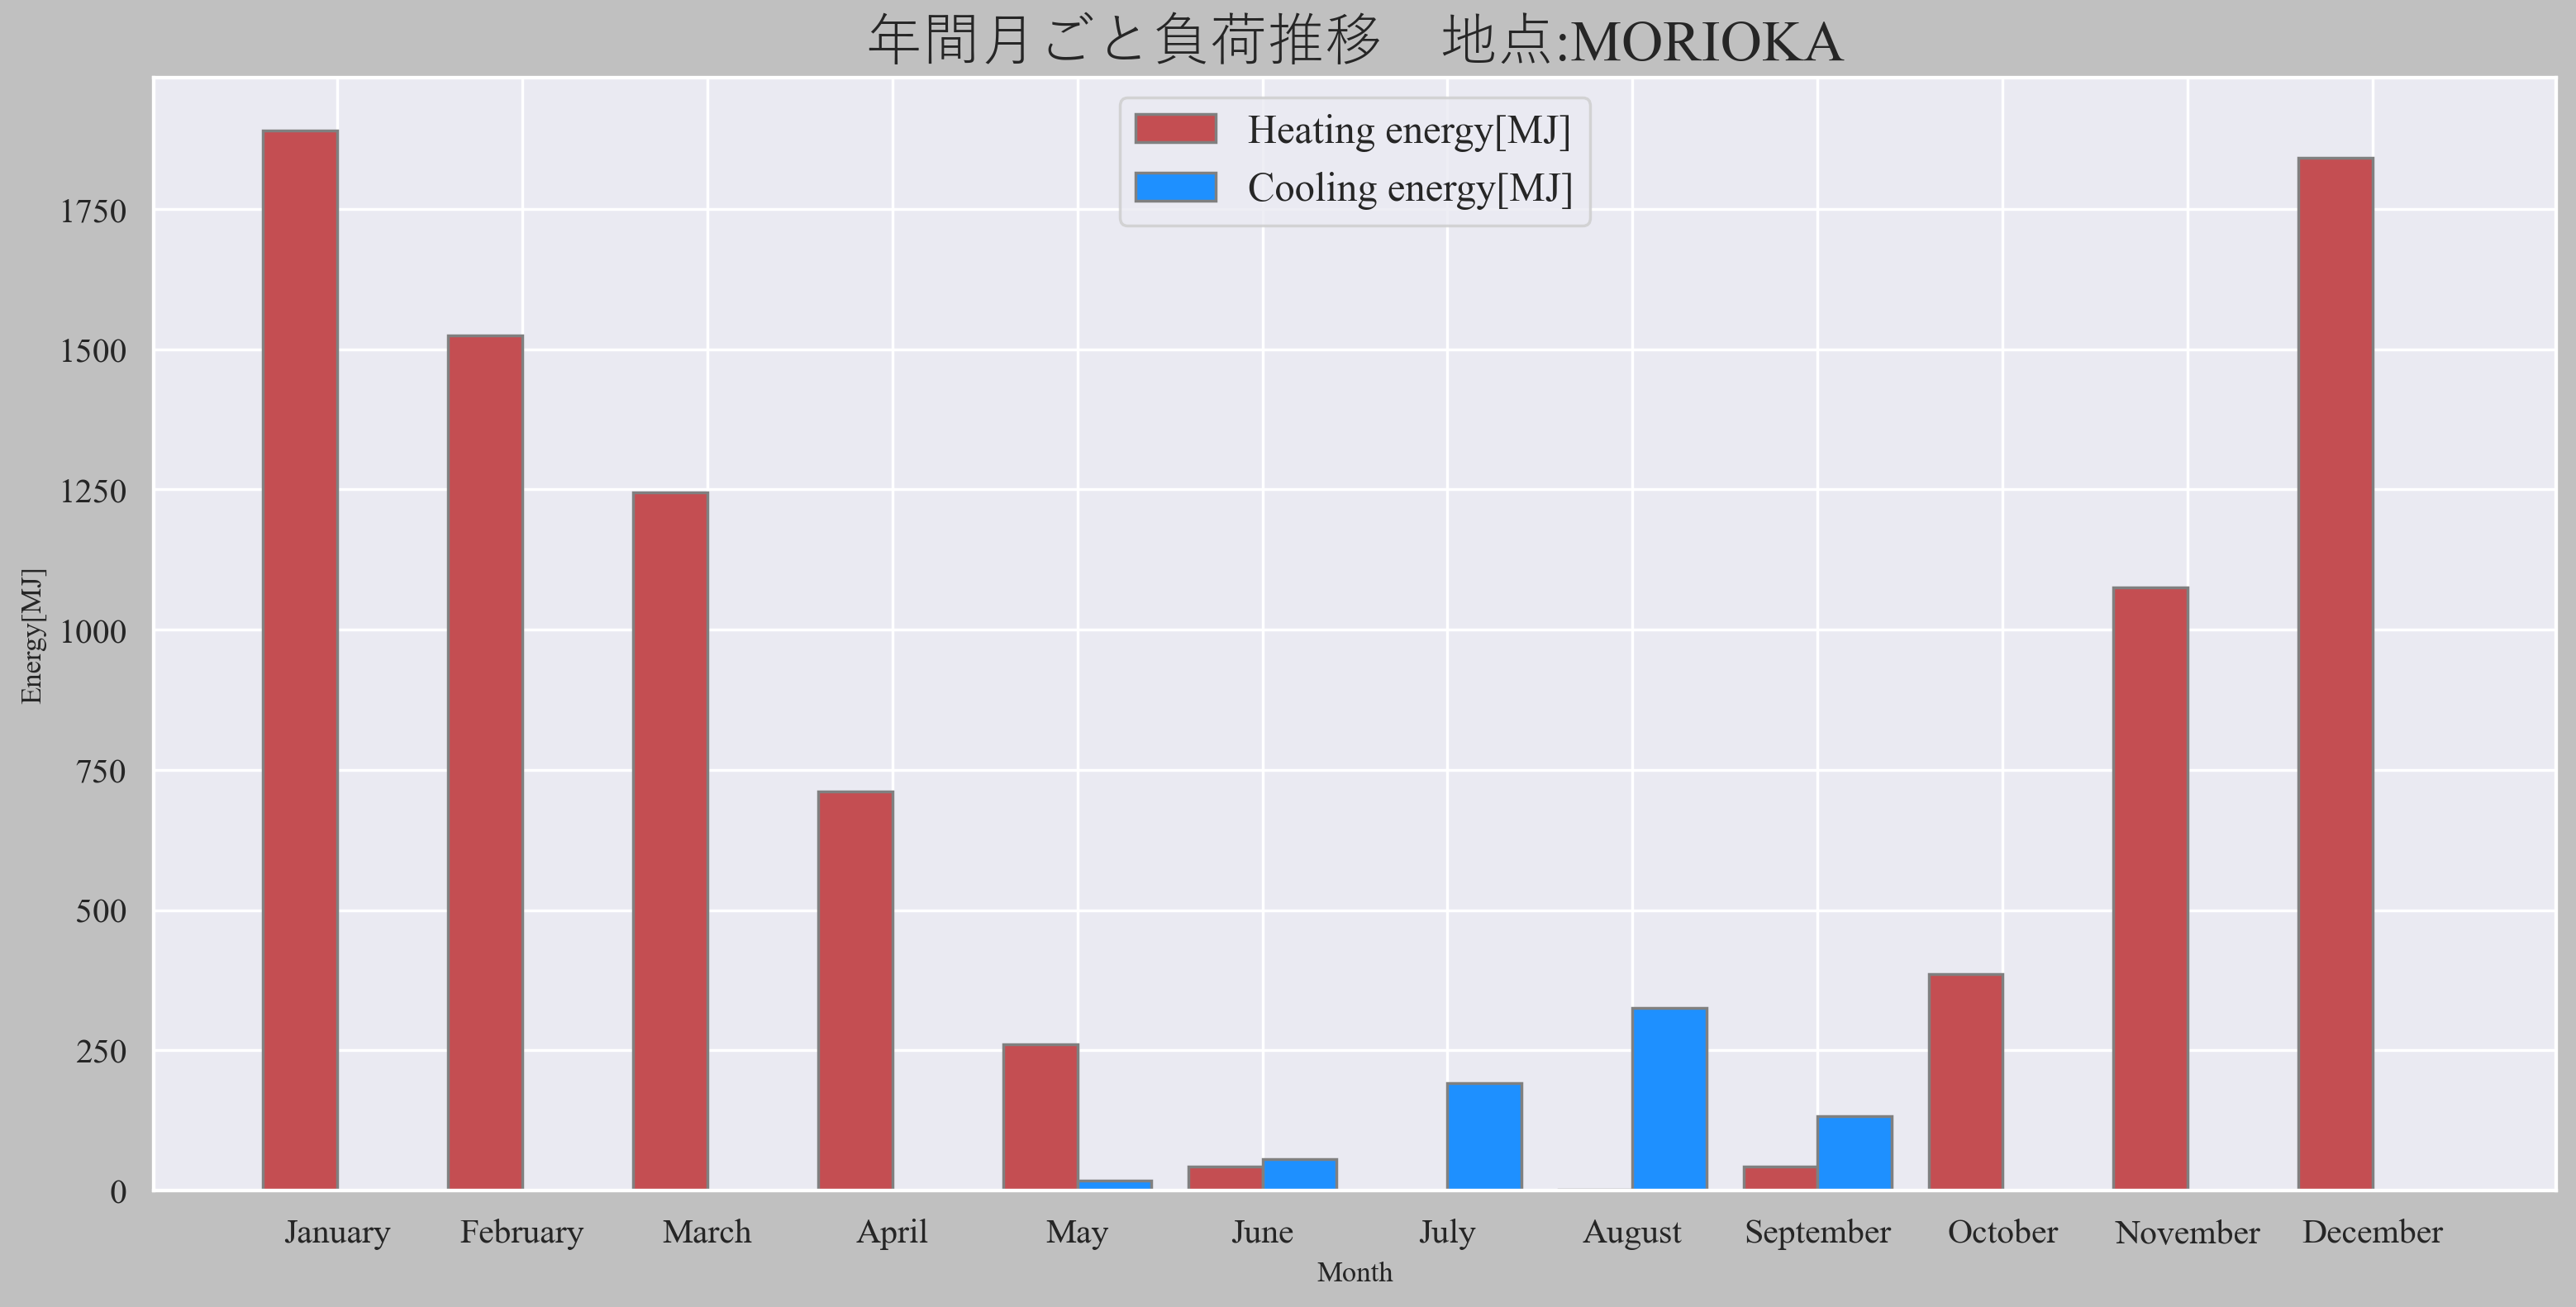 年間月ごと負荷推移　地点:MORIOKA
Heating energy[MJ]
Cooling energy[MJ]
Energy[MJ]
1750
1500
1250
1000
750
500
250
0
January February March April May June July August September October November December
Month